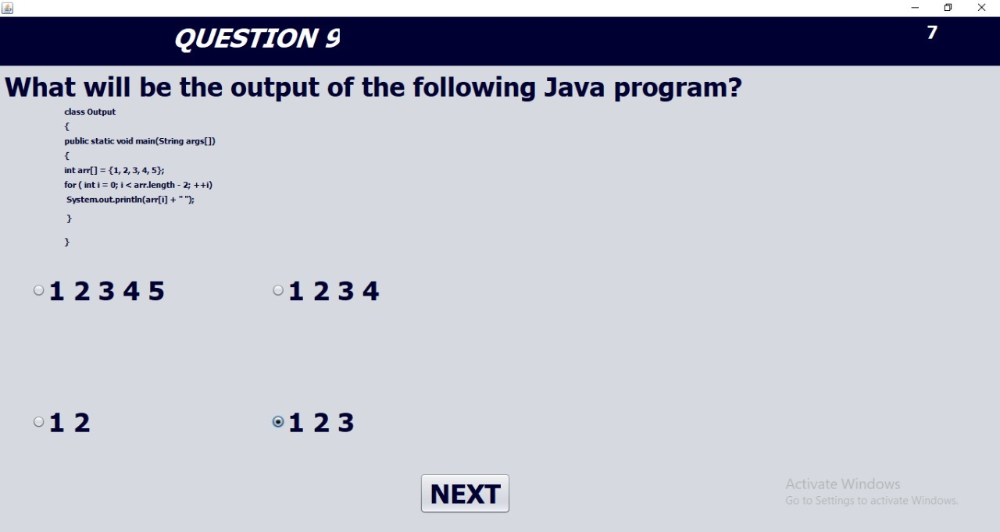 QUESTION 9
7
What will be the output of the following Java program?
class Output
{
public static void main(String args[])
{
int arr[] = {1, 2, 3, 4, 5};
for ( int i = 0; i < arr.length - 2; ++i)
System.out.println(arr[i] + " ");
}
}
1 2 3 4 5
1 2 3 4
1 2
1 2 3
NEXT
Activate Windows
Go to Settings to activate Windows.